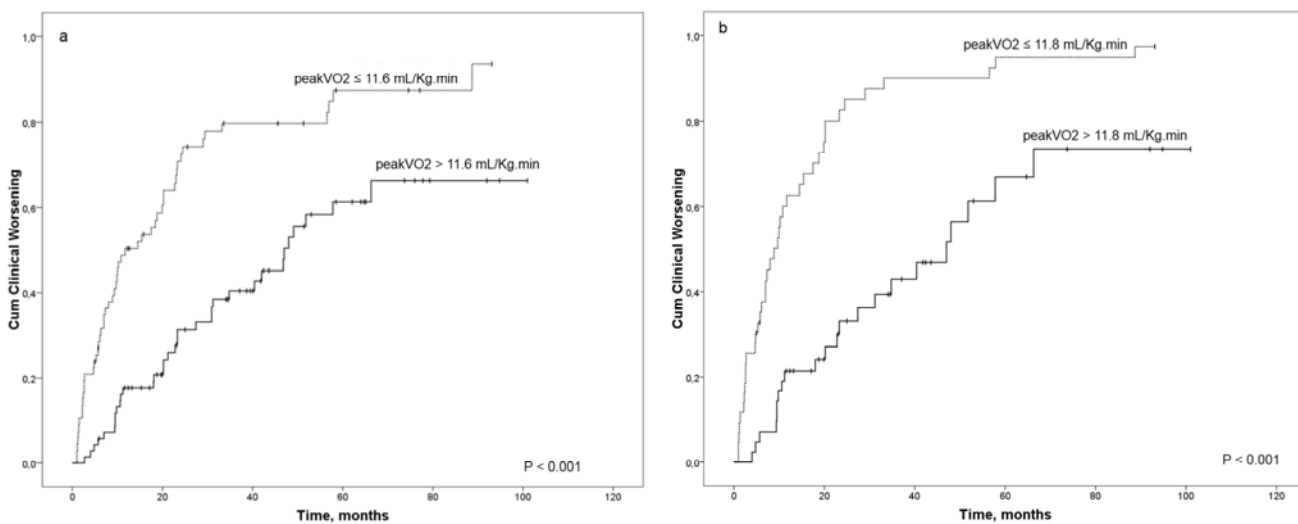 a
peakVO2 ≤ 11.6 mL/Kg.min
peakVO2 > 11.6 mL/Kg.min
P < 0.001
Cum Clinical Worsening
1,0
0,8
0,6
0,4
0,2
0,0
0 20 40 60 80 100 120
Time, months
b
peakVO2 ≤ 11.8 mL/Kg.min
peakVO2 > 11.8 mL/Kg.min
P < 0.001
Cum Clinical Worsening
1,0
0,8
0,6
0,4
0,2
0,0
0 20 40 60 80 100 120
Time, months